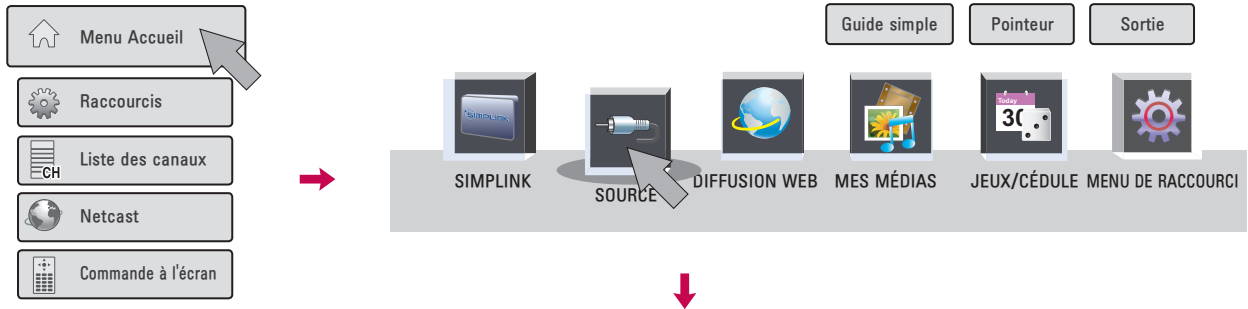 Menu Accueil
Raccourcis
Liste des canaux
CH
Netcast
Commande à l'écran
Guide simple
Pointeur
Sortie
SIMPLINK
Today
30
SIMPLINK
SOURCE
DIFFUSION WEB
MES MÉDIAS
JEUX/CÉDULE
MENU DE RACCOURCI